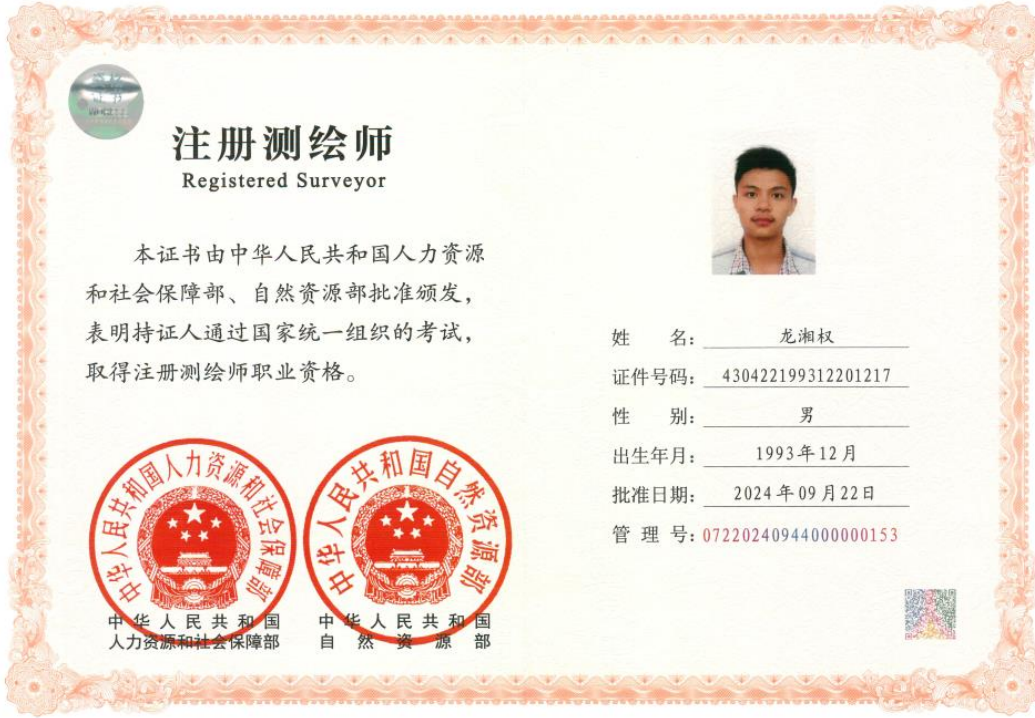 注册测绘师
Registered Surveyor
本证书由中华人民共和国人力资源
和社会保障部、自然资源部批准颁发，
表明持证人通过国家统一组织的考试，
取得注册测绘师职业资格。
中华人民共和国人力资源和社会保障部
中华人民共和国自然资源部
中华人民共和国
人力资源和社会保障部
中华人民共和国
自然资源部
姓名：龙湘权
证件号码：430422199312201217
性别：男
出生年月：1993年12月
批准日期：2024年09月22日
管理号：07220240944000000153